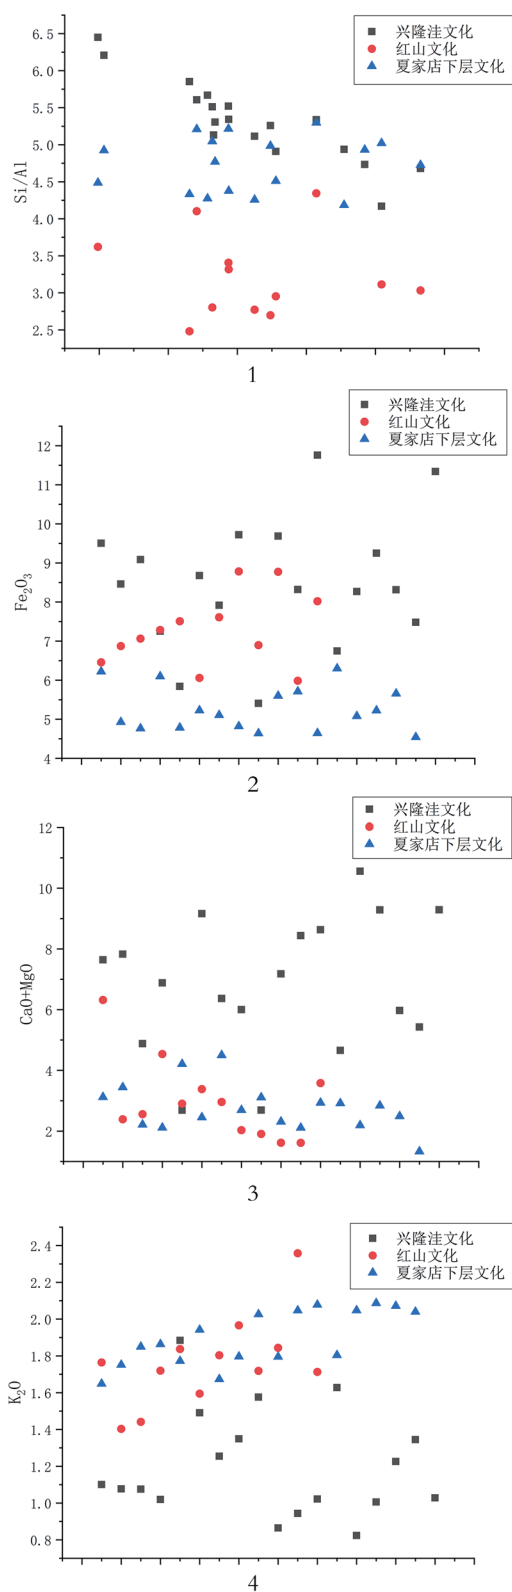 兴隆洼文化
红山文化
夏家店下层文化
6.5
6.0
5.5
5.0
4.5
4.0
3.5
3.0
2.5
Si/Al
1
兴隆洼文化
红山文化
夏家店下层文化
12
11
10
9
8
7
6
5
4
Fe₂O₃
2
兴隆洼文化
红山文化
夏家店下层文化
12
10
8
6
4
2
CaO+MgO
3
兴隆洼文化
红山文化
夏家店下层文化
2.4
2.2
2.0
1.8
1.6
1.4
1.2
1.0
0.8
K₂O
4